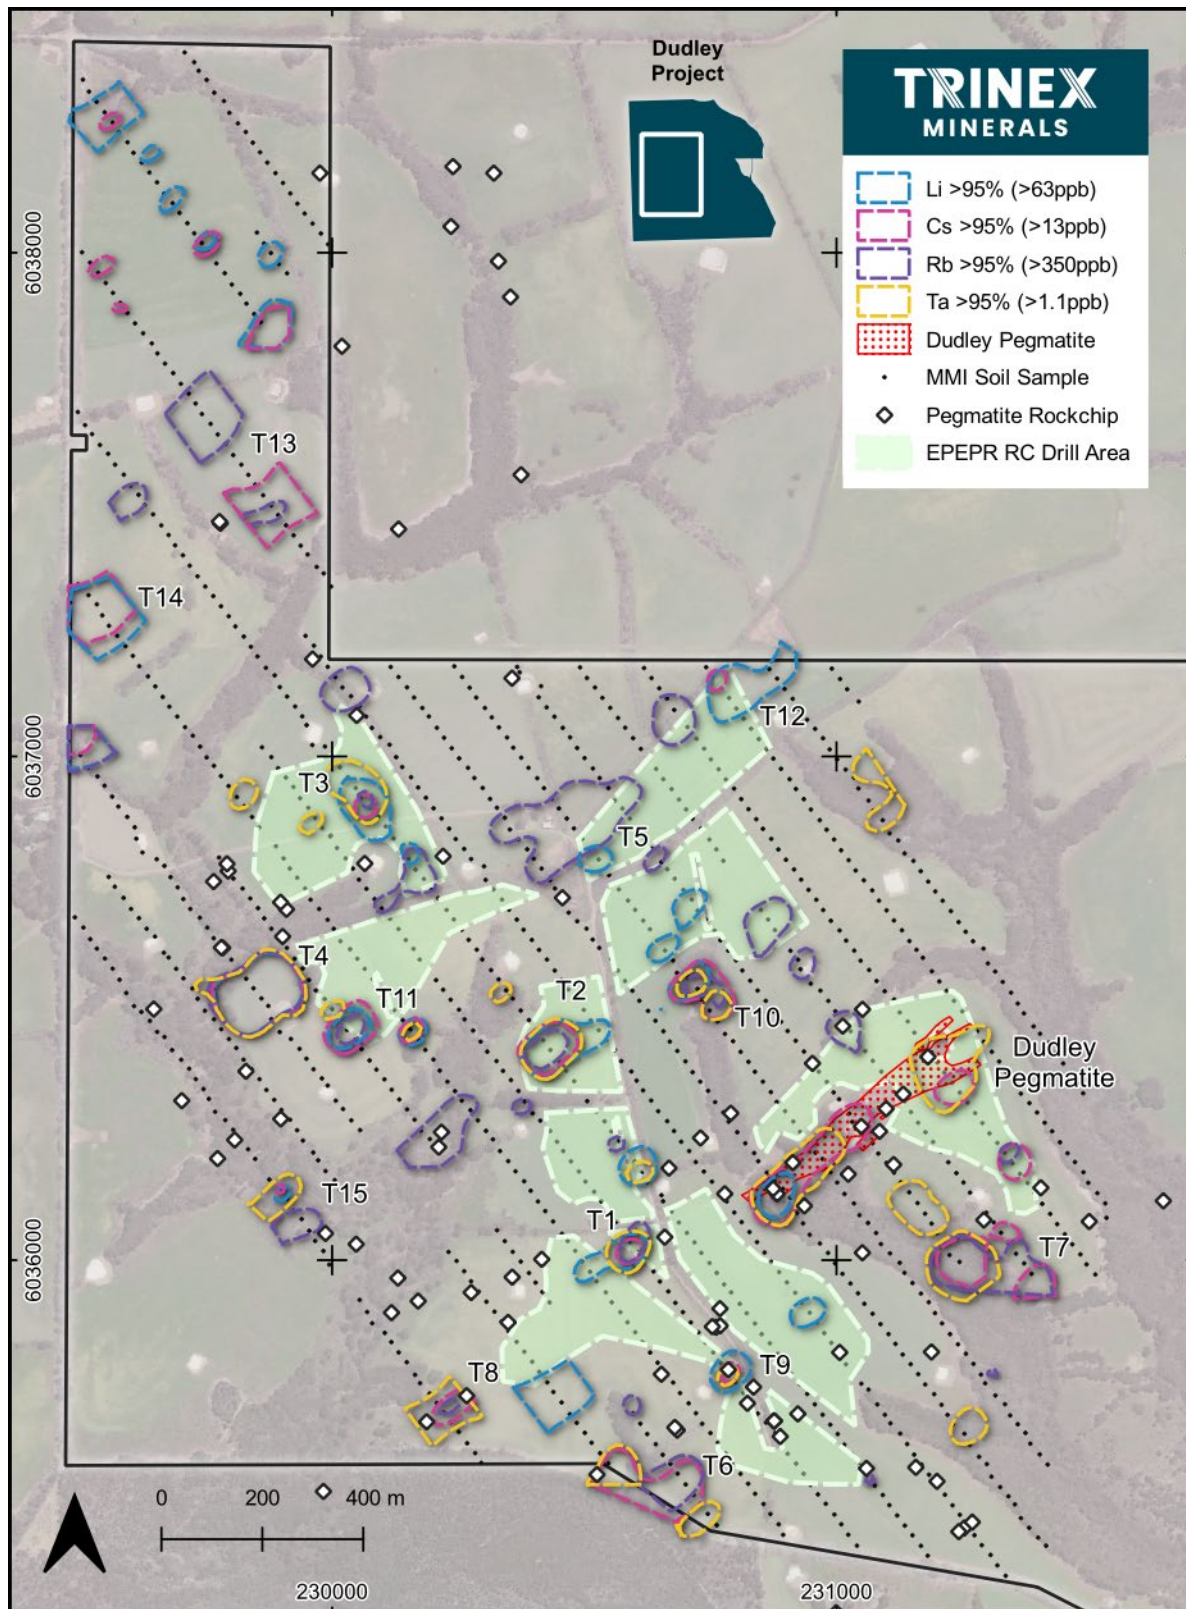 Dudley
Project
TRINEX
MINERALS
Li >95% (>63ppb)
Cs >95% (>13ppb)
Rb >95% (>350ppb)
Ta >95% (>1.1ppb)
Dudley Pegmatite
MMI Soil Sample
Pegmatite Rockchip
EPEPR RC Drill Area
6038000
T13
T14
T12
6037000
T3
T5
T4
T11
T2
T10
Dudley
Pegmatite
T15
T1
T7
6036000
T8
T9
T6
0
200
400 m
230000
231000